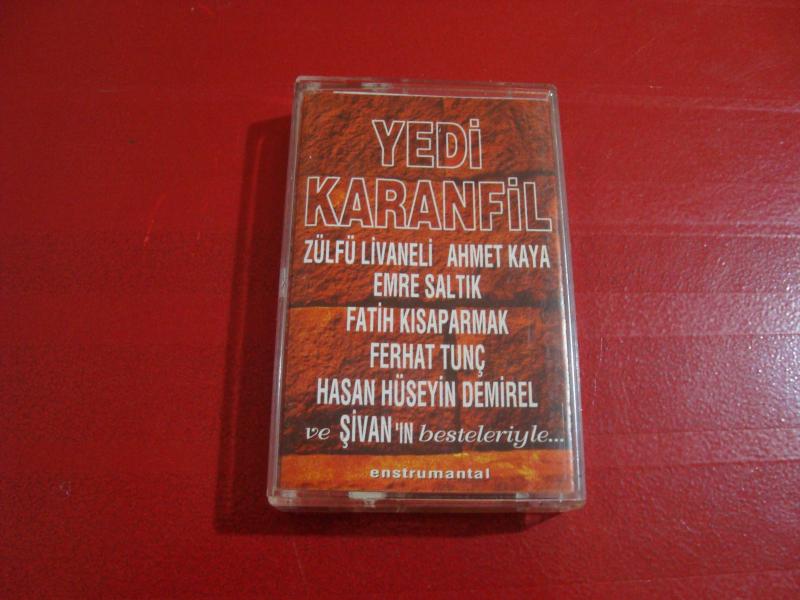 YEDİ
KARANFİL
ZÜLFÜ LİVANELİ AHMET KAYA
EMRE SALTIK
FATİH KISAPARMAK
FERHAT TUNÇ
HASAN HÜSEYİN DEMİREL
ve ŞİVAN'IN besteleriyle...
enstrumantal